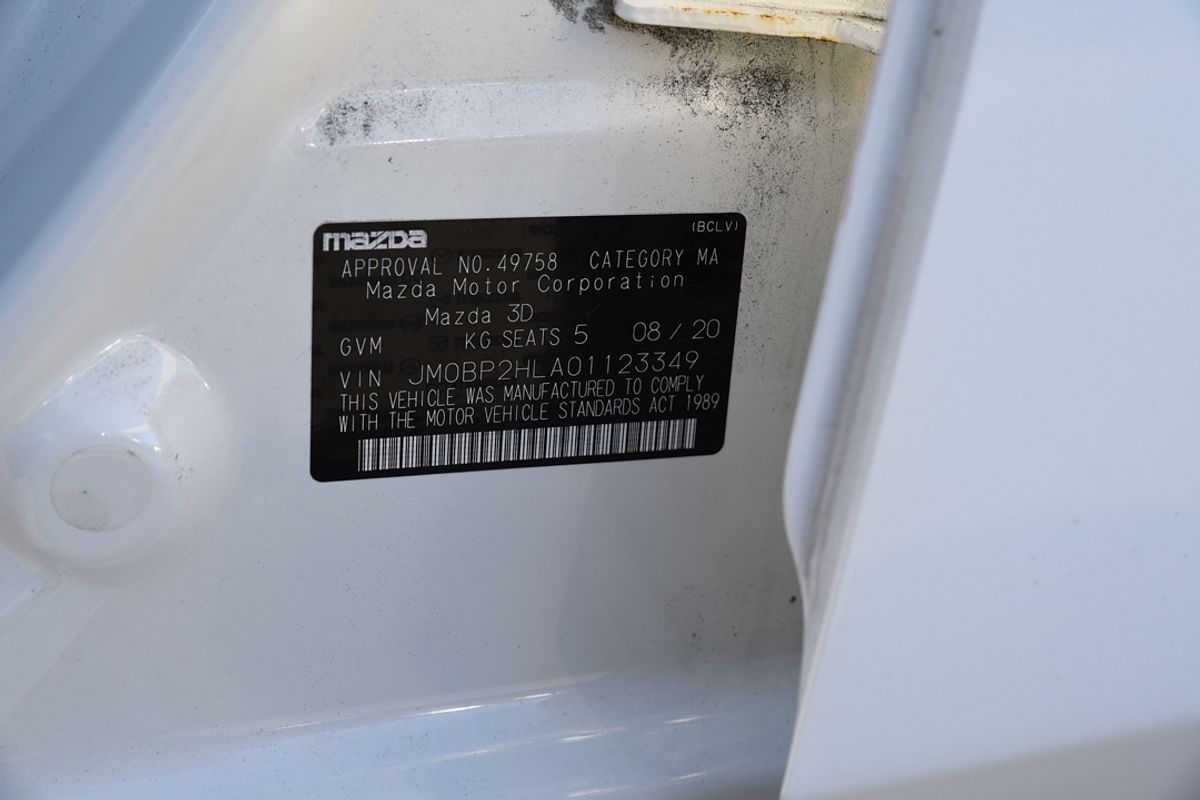 mazda (BCLV)
APPROVAL NO.49758 CATEGORY MA
Mazda Motor Corporation
Mazda 3D
GVM KG SEATS 5 08/20
VIN JM0BP2HLA01123349
THIS VEHICLE WAS MANUFACTURED TO COMPLY
WITH THE MOTOR VEHICLE STANDARDS ACT 1989